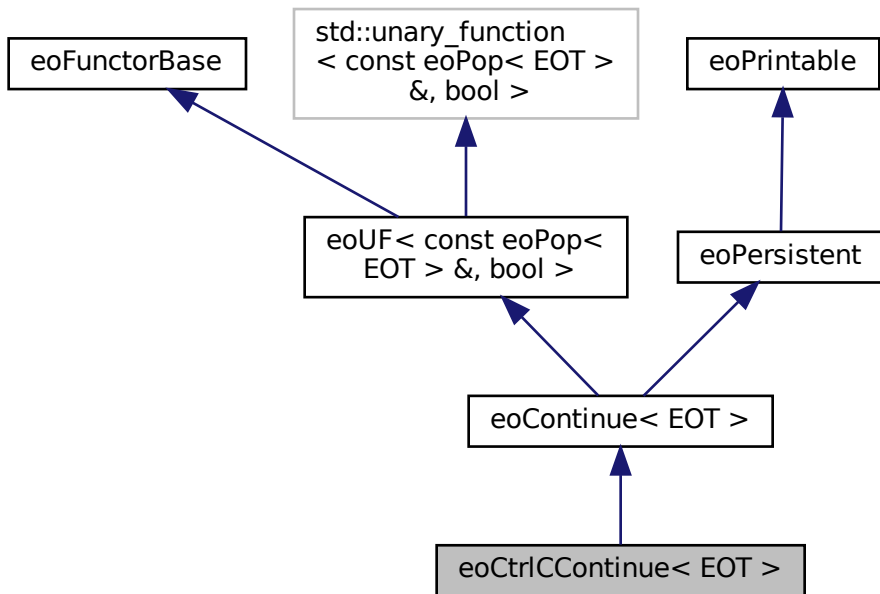 eoFunctorBase
std::unary_function
< const eoPop< EOT >
&, bool >
eoPrintable
eoUF< const eoPop<
EOT > &, bool >
eoPersistent
eoContinue< EOT >
eoCtrlCContinue< EOT >